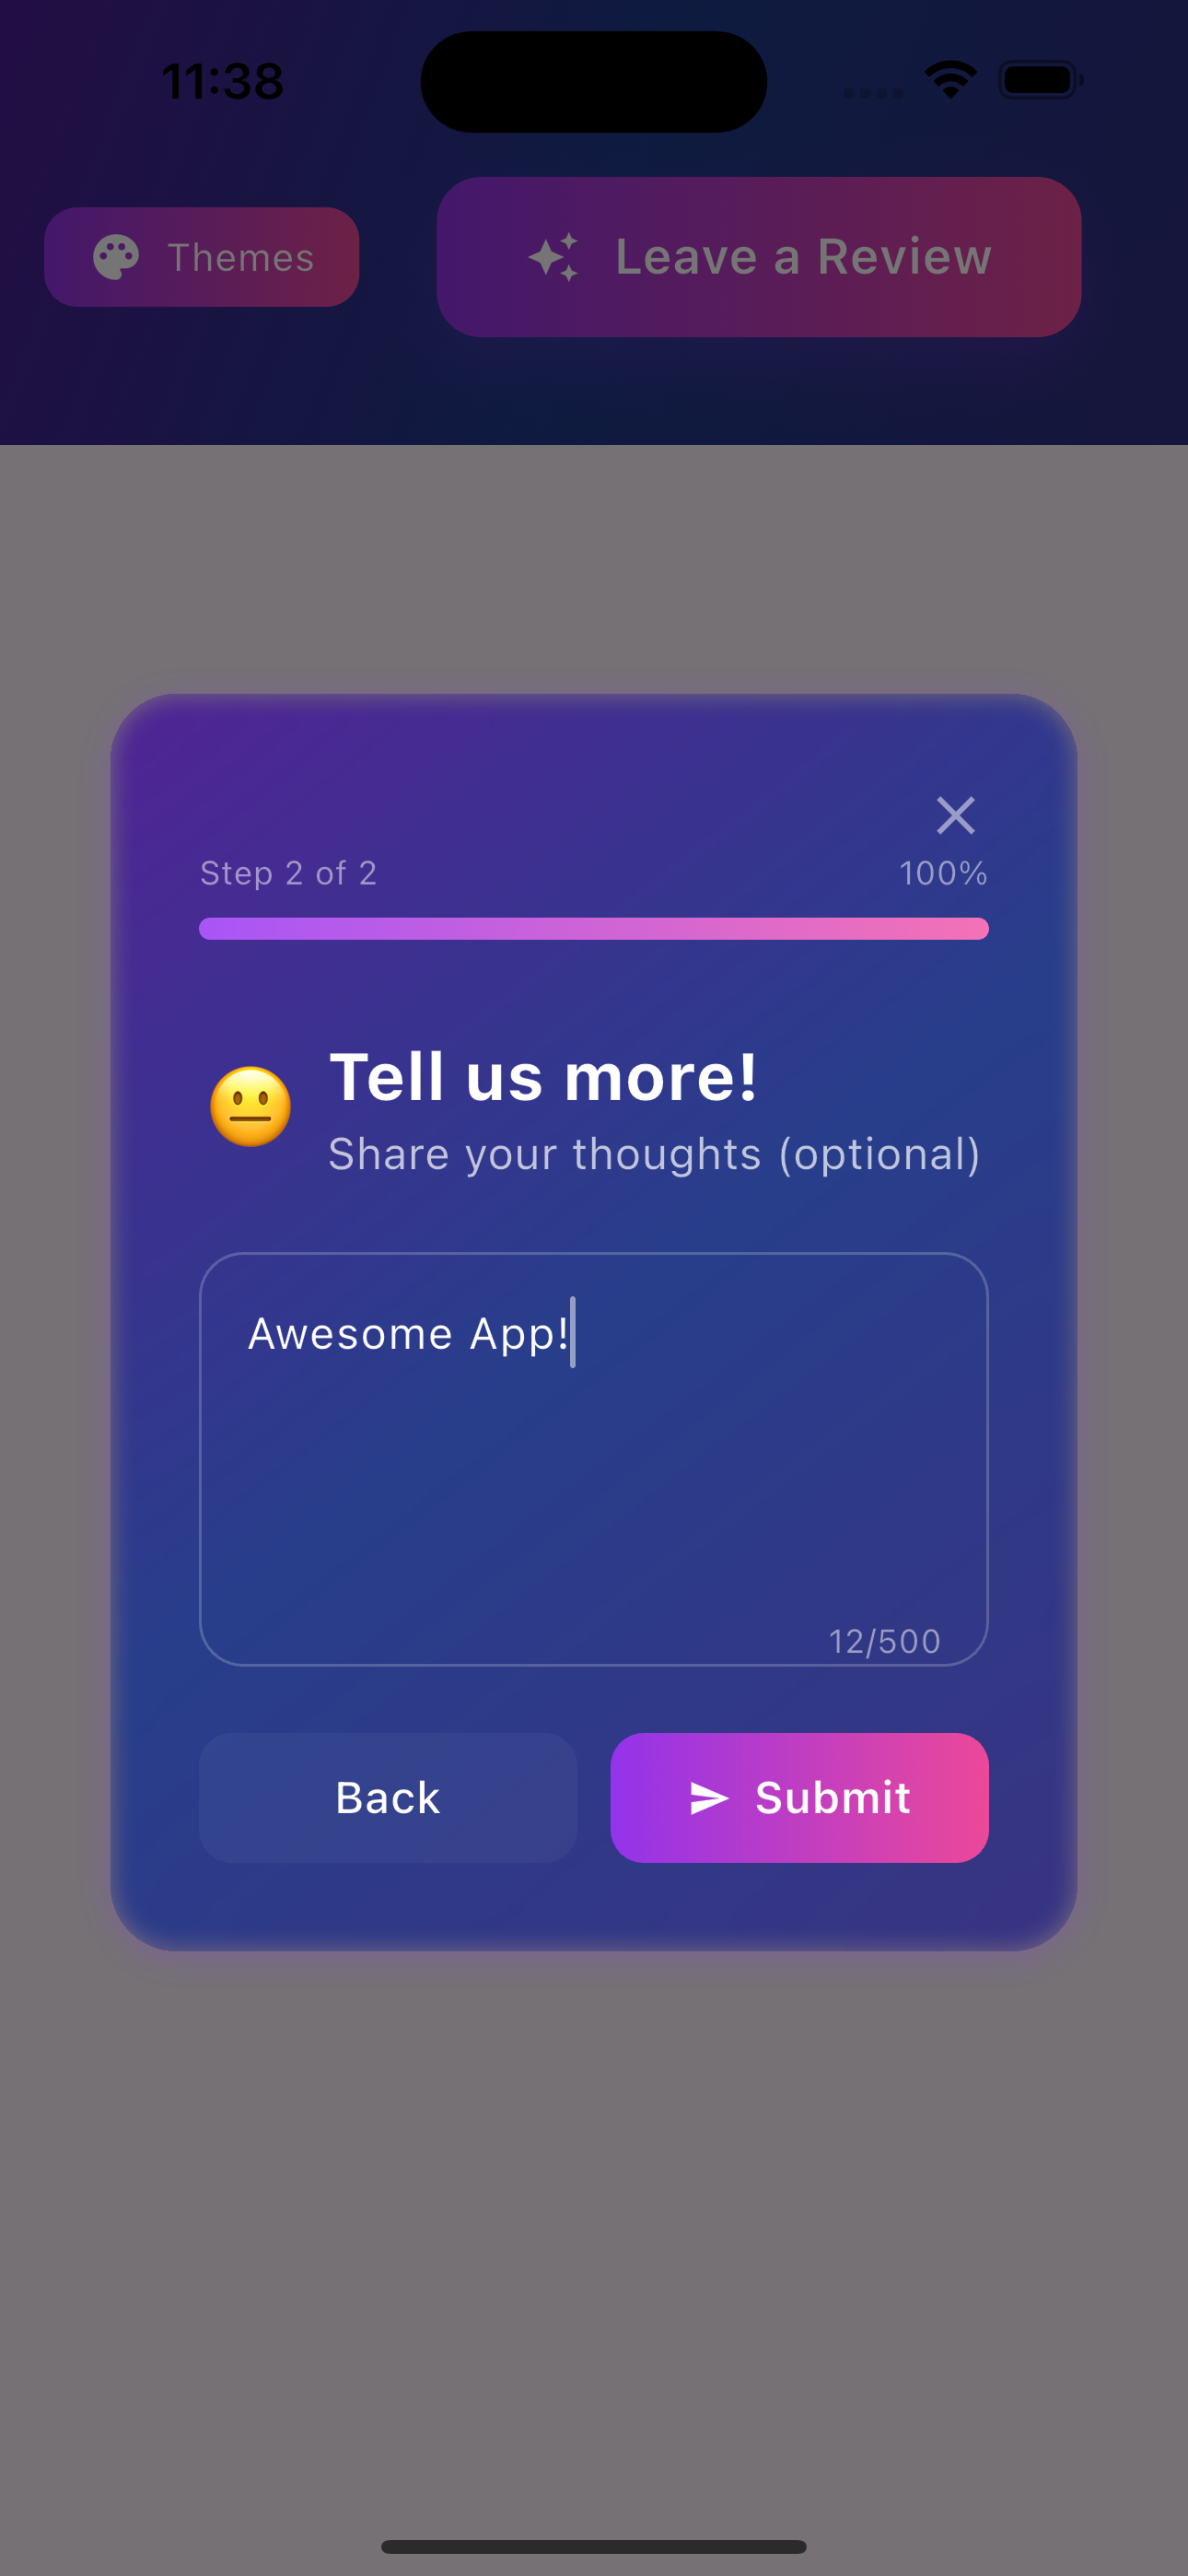 11:38
Themes
Leave a Review
Step 2 of 2
100%
Tell us more!
Share your thoughts (optional)
Awesome App!
12/500
Back
Submit